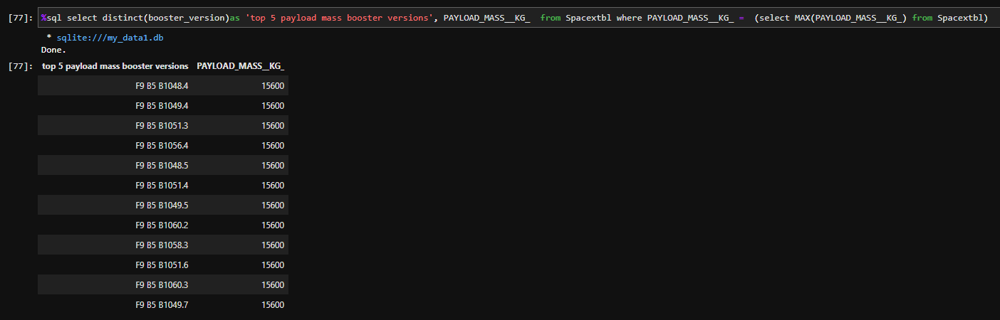 [77]: %sql select distinct(booster_version)as 'top 5 payload mass booster versions', PAYLOAD_MASS__KG_  from Spacextbl where PAYLOAD_MASS__KG_ =  (select MAX(PAYLOAD_MASS__KG_) from Spacextbl)
* sqlite:///my_data1.db
Done.
[77]: top 5 payload mass booster versions PAYLOAD_MASS__KG_
F9 B5 B1048.4 15600
F9 B5 B1049.4 15600
F9 B5 B1051.3 15600
F9 B5 B1056.4 15600
F9 B5 B1048.5 15600
F9 B5 B1051.4 15600
F9 B5 B1049.5 15600
F9 B5 B1060.2 15600
F9 B5 B1058.3 15600
F9 B5 B1051.6 15600
F9 B5 B1060.3 15600
F9 B5 B1049.7 15600